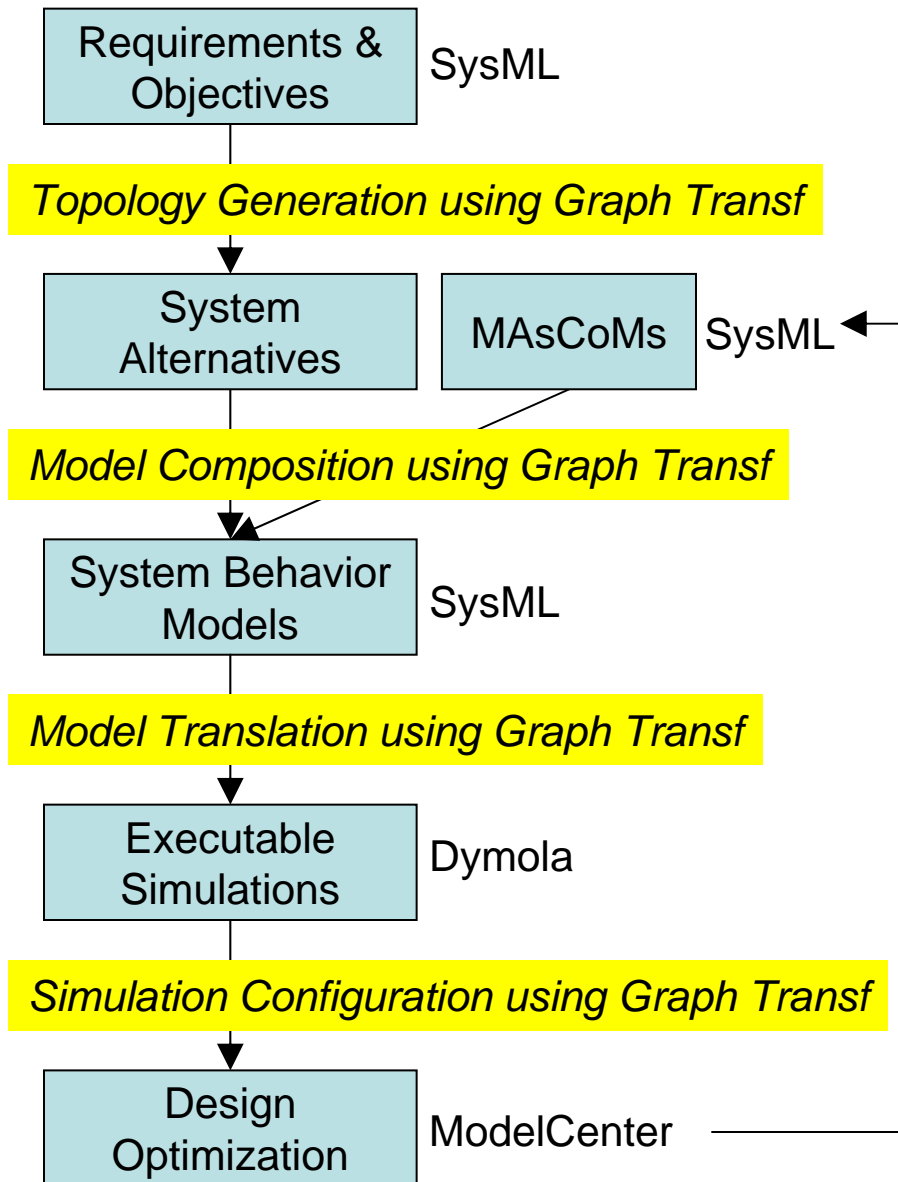 Requirements &
Objectives
SysML
Topology Generation using Graph Transf
System
Alternatives
MAsCoMs
SysML
Model Composition using Graph Transf
System Behavior
Models
SysML
Model Translation using Graph Transf
Executable
Simulations
Dymola
Simulation Configuration using Graph Transf
Design
Optimization
ModelCenter